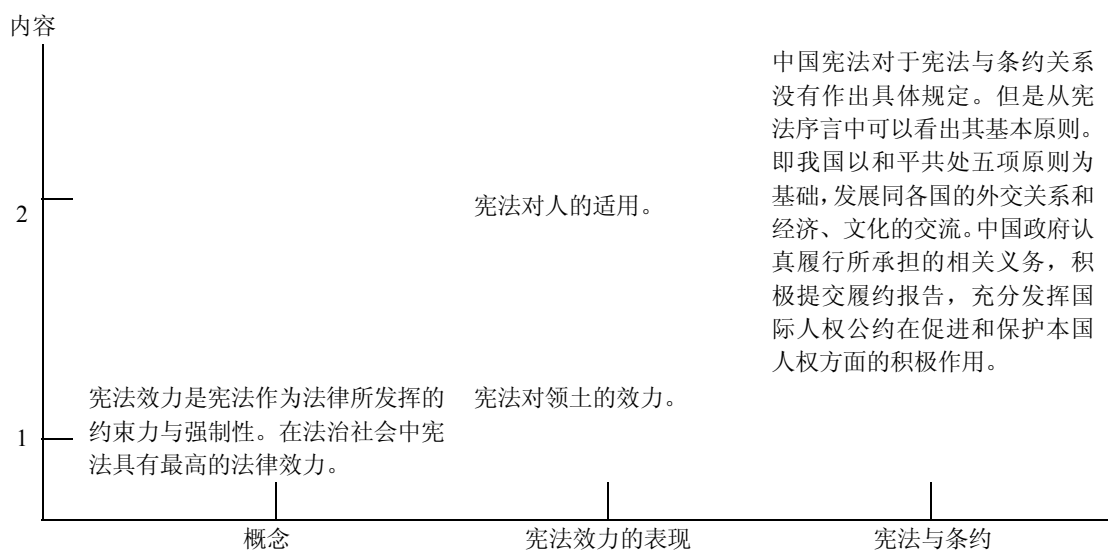 内容
中国宪法对于宪法与条约关系
没有作出具体规定。但是从宪
法序言中可以看出其基本原则。
即我国以和平共处五项原则为
基础,发展同各国的外交关系和
经济、文化的交流。中国政府认
真履行所承担的相关义务，积
极提交履约报告，充分发挥国
际人权公约在促进和保护本国
人权方面的积极作用。
2
宪法对人的适用。
宪法效力是宪法作为法律所发挥的
约束力与强制性。在法治社会中宪
法具有最高的法律效力。
宪法对领土的效力。
1
概念
宪法效力的表现
宪法与条约